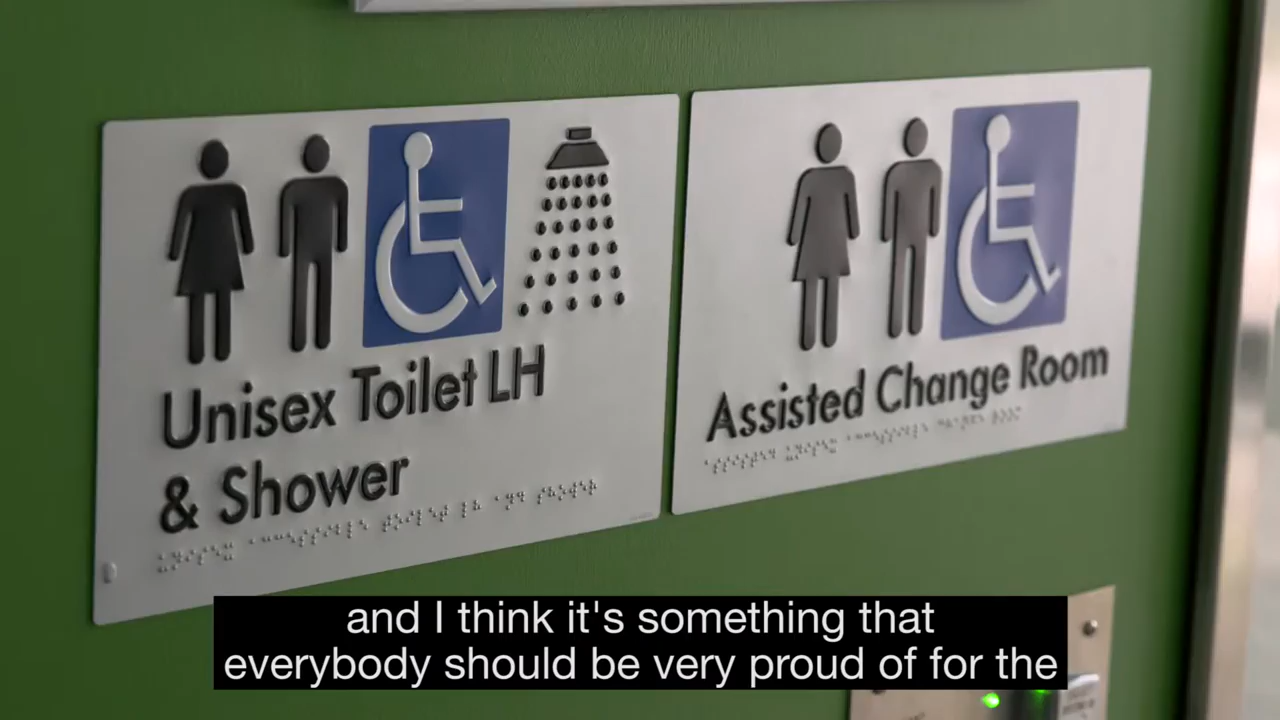 Unisex Toilet LH
& Shower
Assisted Change Room
and I think it's something that
everybody should be very proud of for the